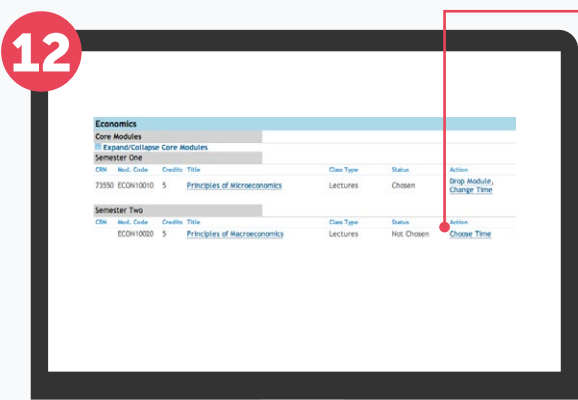 12
Economics
Core Modules
Expand/Collapse Core Modules
Semester One
CRN Mod. Code Credits Title Class Type Status Action
73550 ECON10010 5 Principles of Microeconomics Lectures Chosen Drop Module,
Change Time
Semester Two
CRN Mod. Code Credits Title Class Type Status Action
ECON10020 5 Principles of Macroeconomics Lectures Not Chosen Choose Time